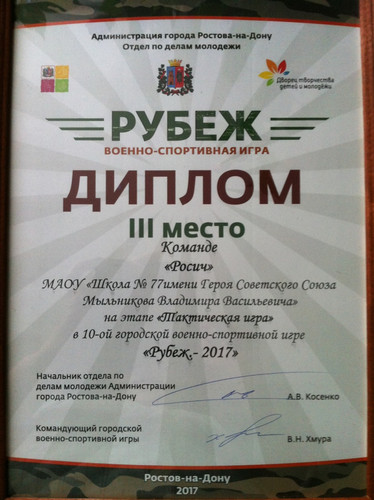 Администрация города Ростова-на-Дону
Отдел по делам молодежи
Дворец творчества
детей и молодежи
РУБЕЖ
ВОЕННО-СПОРТИВНАЯ ИГРА
ДИПЛОМ
III место
Команде
«Росич»
МАОУ «Школа № 77имени Героя Советского Союза
Мыльникова Владимира Васильевича»
на этапе «Тактическая игра»
в 10-ой городской военно-спортивной игре
«Рубеж.- 2017»
Начальник отдела по
делам молодежи Администрации
города Ростова-на-Дону
А.В. Косенко
Командующий городской
военно-спортивной игры
В.Н. Хмура
Ростов-на-Дону
2017